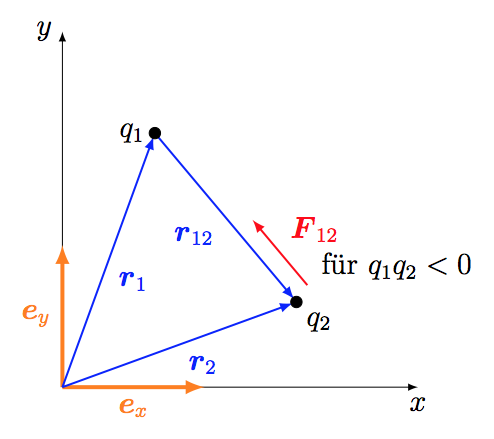 y
q₁
r₁₂
F₁₂
für q₁q₂ < 0
r₁
e_y
q₂
r₂
e_x
x